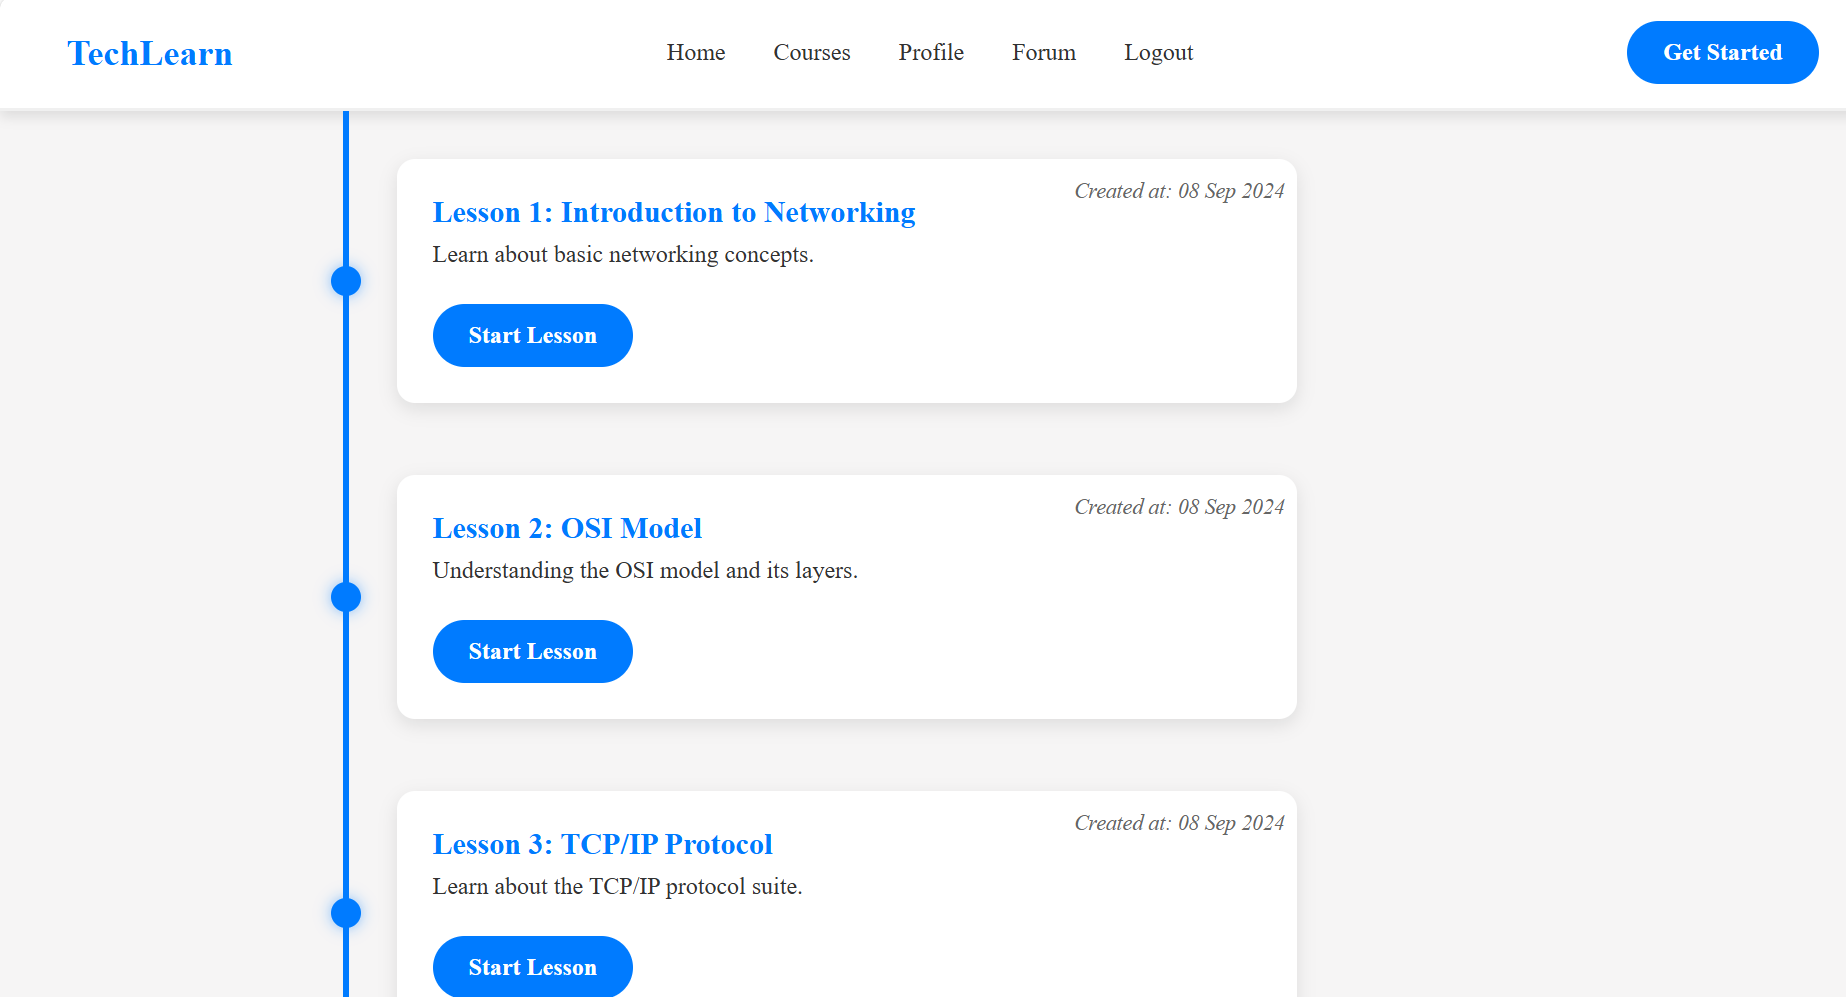 TechLearn
Home Courses Profile Forum Logout
Get Started
Created at: 08 Sep 2024
Lesson 1: Introduction to Networking
Learn about basic networking concepts.
Start Lesson
Created at: 08 Sep 2024
Lesson 2: OSI Model
Understanding the OSI model and its layers.
Start Lesson
Created at: 08 Sep 2024
Lesson 3: TCP/IP Protocol
Learn about the TCP/IP protocol suite.
Start Lesson